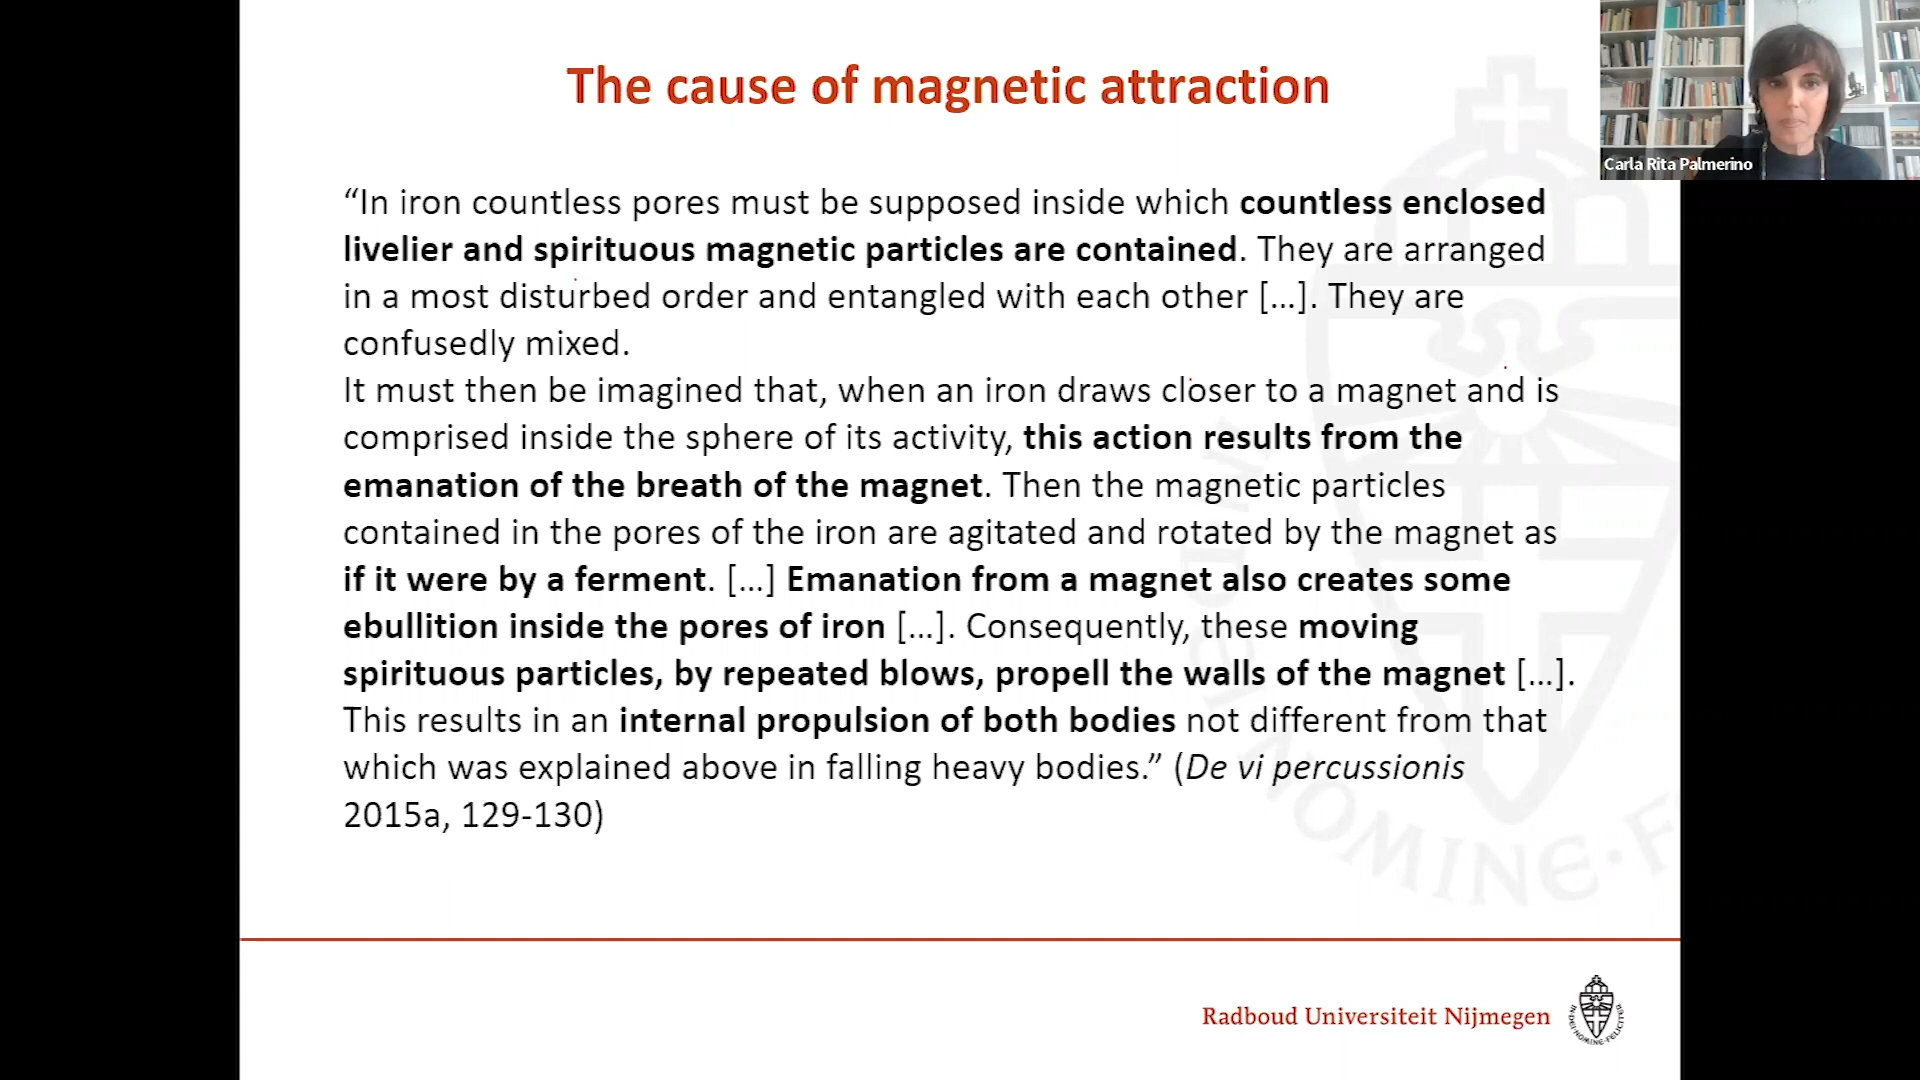 The cause of magnetic attraction
Carla Rita Palmerino
“In iron countless pores must be supposed inside which countless enclosed
livelier and spirituous magnetic particles are contained. They are arranged
in a most disturbed order and entangled with each other [...]. They are
confusedly mixed.
It must then be imagined that, when an iron draws closer to a magnet and is
comprised inside the sphere of its activity, this action results from the
emanation of the breath of the magnet. Then the magnetic particles
contained in the pores of the iron are agitated and rotated by the magnet as
if it were by a ferment. [...] Emanation from a magnet also creates some
ebullition inside the pores of iron [...]. Consequently, these moving
spirituous particles, by repeated blows, propell the walls of the magnet [...].
This results in an internal propulsion of both bodies not different from that
which was explained above in falling heavy bodies.” (De vi percussionis
2015a, 129-130)
NOMINE·F
Radboud Universiteit Nijmegen
IN DEI NOMINE FELICITER